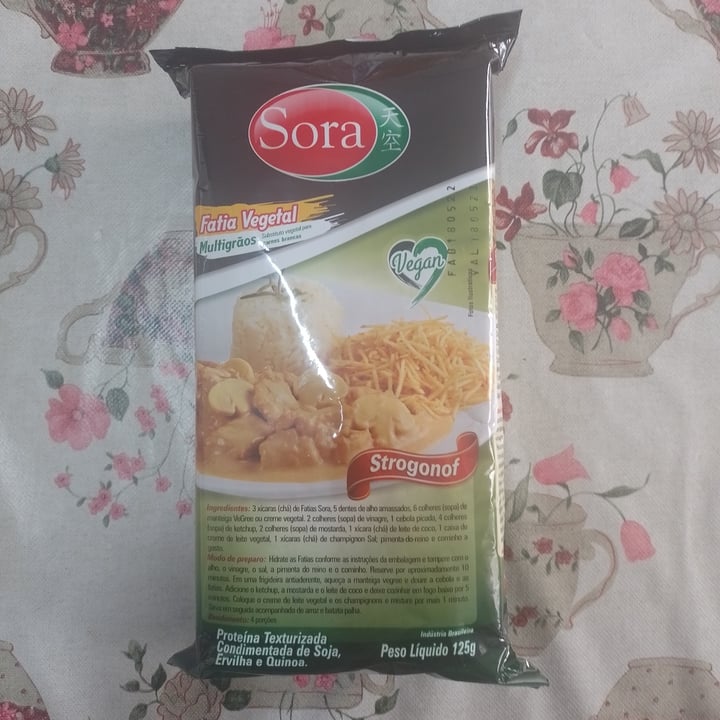 Sora
天
空
Fatia Vegetal
Multigrãos
Substituto vegetal para
carnes brancas
Vegan
FAB180522
VAL18052
Fotos Ilustrativas
Strogonof
Ingredientes: 3 xícaras (chá) de Fatias Sora, 5 dentes de alho amassados, 6 colheres (sopa) de
manteiga VeGree ou creme vegetal. 2 colheres (sopa) de vinagre, 1 cebola picada, 4 colheres
(sopa) de ketchup, 2 colheres (sopa) de mostarda, 1 xícara (chá) de leite de coco, 1 caixa de
creme de leite vegetal, 1 xícaras (chá) de champignon Sal; pimenta-do-reino e cominho a
gosto.
Modo de preparo: Hidrate as Fatias conforme as instruções da embalagem e tempere com o
alho, o vinagre, o sal, a pimenta do reino e o cominho. Reserve por aproximadamente 10
minutos. Em uma frigideira antiaderente, aqueça a manteiga vegree e doure a cebola e as
fatias. Adicione o ketchup, a mostarda e o leite de coco e deixe cozinhar em fogo baixo por 5
minutos. Coloque o creme de leite vegetal e os champignons e misture por mais 1 minuto.
Sirva em seguida acompanhado de arroz e batata palha.
Rendimento: 4 porções
Indústria Brasileira
Proteína Texturizada
Condimentada de Soja,
Ervilha e Quinoa.
Peso Líquido 125g